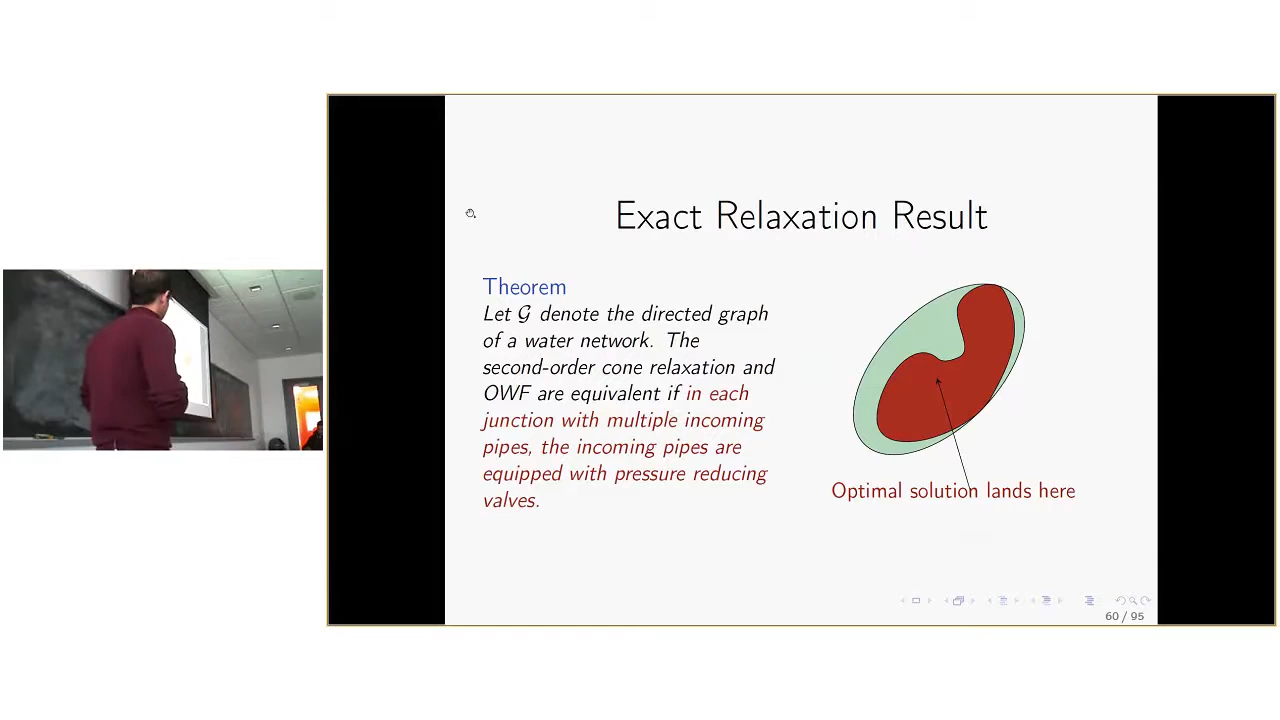 Exact Relaxation Result
Theorem
Let G denote the directed graph
of a water network. The
second-order cone relaxation and
OWF are equivalent if in each
junction with multiple incoming
pipes, the incoming pipes are
equipped with pressure reducing
valves.
Optimal solution lands here
60 / 95